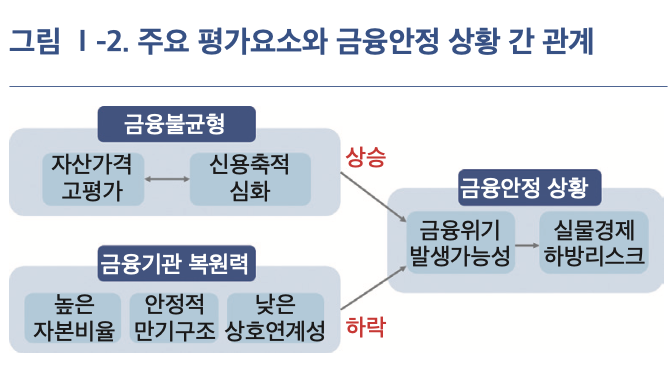 그림 Ⅰ-2. 주요 평가요소와 금융안정 상황 간 관계
금융불균형
자산가격
고평가
신용축적
심화
상승
금융안정 상황
금융위기
발생가능성
실물경제
하방리스크
금융기관 복원력
높은
자본비율
안정적
만기구조
낮은
상호연계성
하락